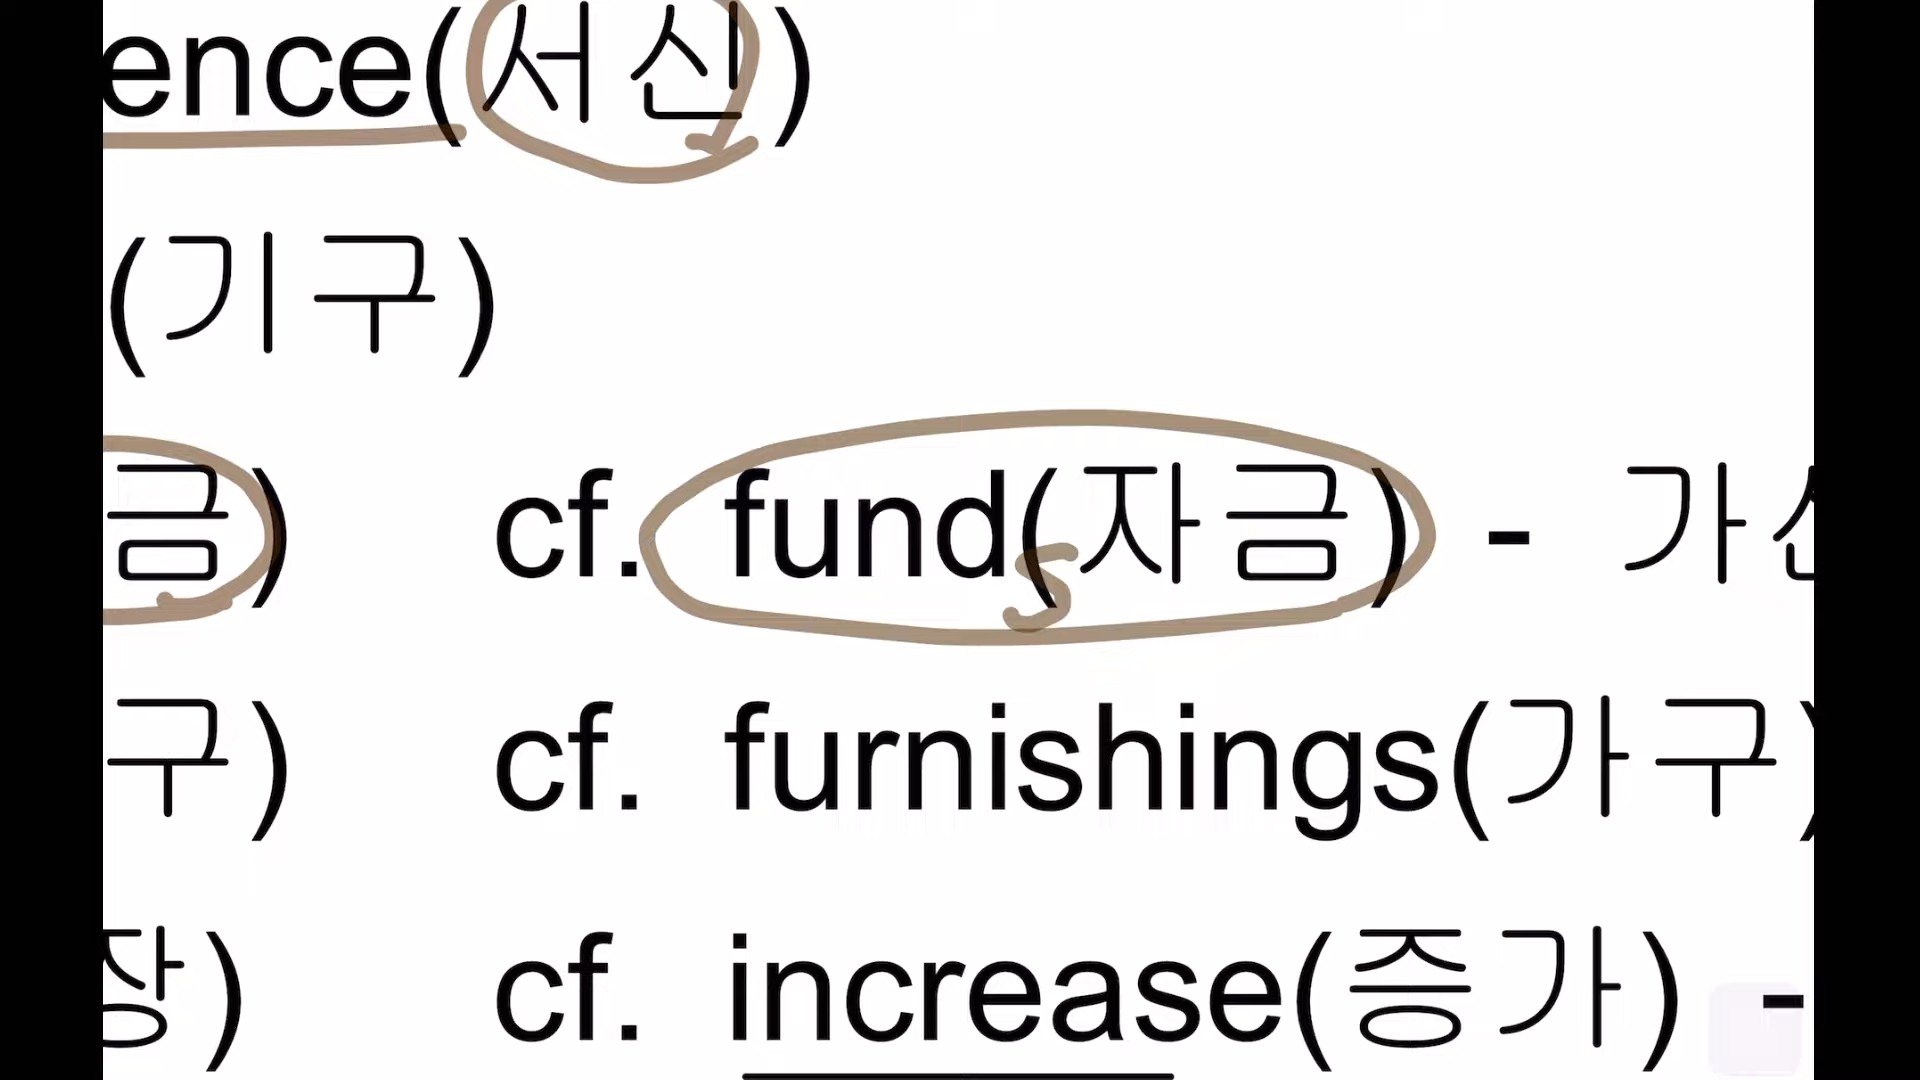 ence(서신)
(기구)
금) cf. fund(자금) - 가산
s
구) cf. furnishings(가구)
장) cf. increase(증가) -